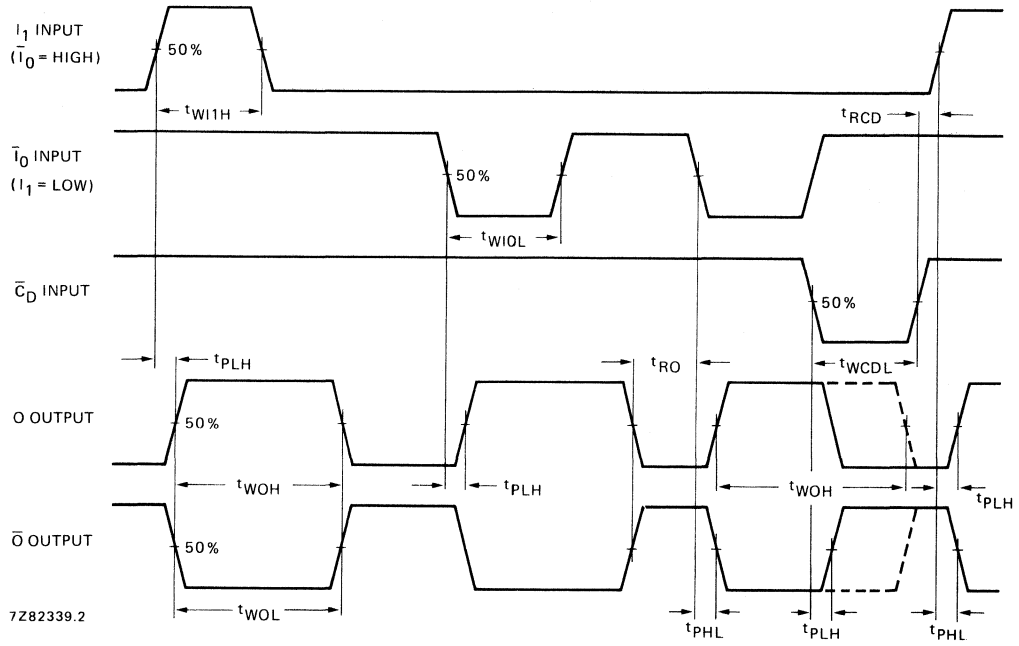 I1 INPUT
(Ī0 = HIGH)
50%
tWI1H
tRCD
Ī0 INPUT
(I1 = LOW)
50%
tWI0L
C̄D INPUT
50%
tPLH
tRO
tWCDL
O OUTPUT
50%
tWOH
tPLH
tWOH
tPLH
Ō OUTPUT
50%
7Z82339.2
tWOL
tPHL
tPLH
tPHL